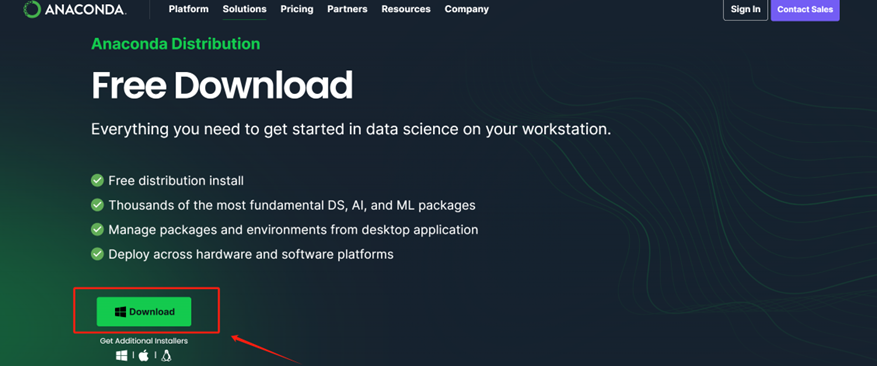 ANACONDA.
Platform Solutions Pricing Partners Resources Company Sign In Contact Sales
Anaconda Distribution
Free Download
Everything you need to get started in data science on your workstation.
Free distribution install
Thousands of the most fundamental DS, AI, and ML packages
Manage packages and environments from desktop application
Deploy across hardware and software platforms
Download
Get Additional Installers